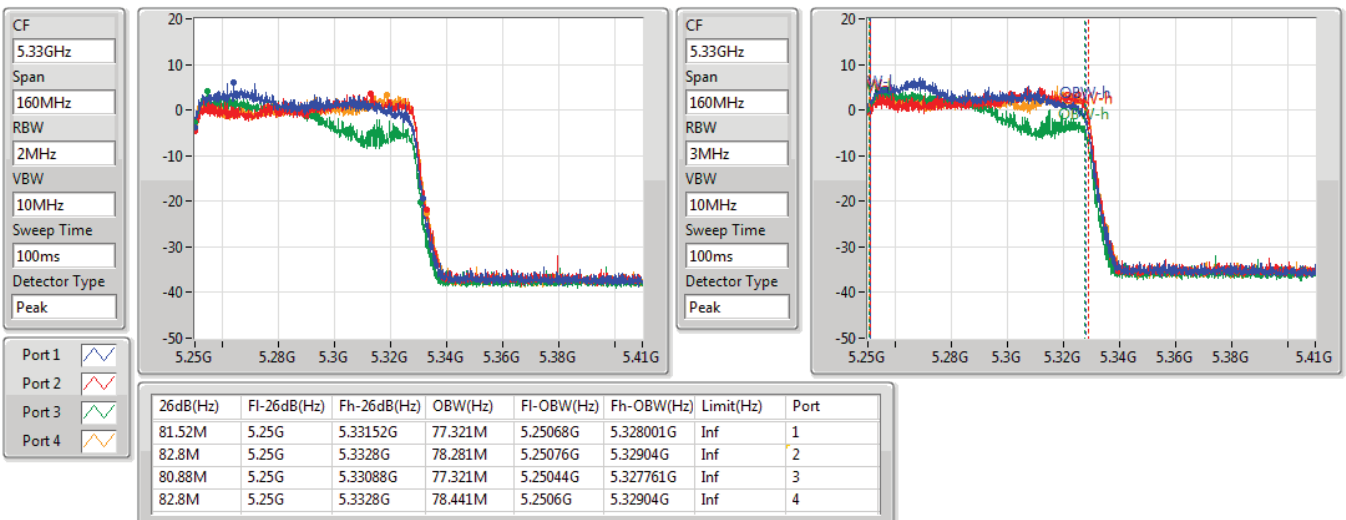 CF
5.33GHz
Span
160MHz
RBW
2MHz
VBW
10MHz
Sweep Time
100ms
Detector Type
Peak
20
10
0
-10
-20
-30
-40
-50
5.25G 5.28G 5.3G 5.32G 5.34G 5.36G 5.38G 5.41G
CF
5.33GHz
Span
160MHz
RBW
3MHz
VBW
10MHz
Sweep Time
100ms
Detector Type
Peak
20
10
0
-10
-20
-30
-40
-50
OBW-h
5.25G 5.28G 5.3G 5.32G 5.34G 5.36G 5.38G 5.41G
Port 1
Port 2
Port 3
Port 4
26dB(Hz) Fl-26dB(Hz) Fh-26dB(Hz) OBW(Hz) Fl-OBW(Hz) Fh-OBW(Hz) Limit(Hz) Port
81.52M 5.25G 5.33152G 77.321M 5.25068G 5.328001G Inf 1
82.8M 5.25G 5.3328G 78.281M 5.25076G 5.32904G Inf 2
80.88M 5.25G 5.33088G 77.321M 5.25044G 5.327761G Inf 3
82.8M 5.25G 5.3328G 78.441M 5.2506G 5.32904G Inf 4